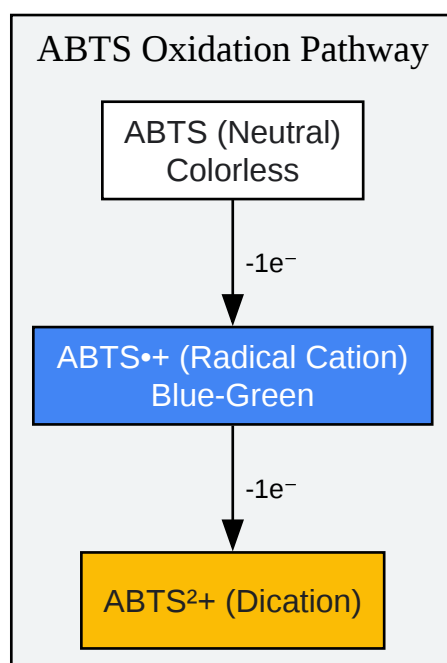 ABTS Oxidation Pathway
ABTS (Neutral)
Colorless
-1e⁻
ABTS•+ (Radical Cation)
Blue-Green
-1e⁻
ABTS²+ (Dication)